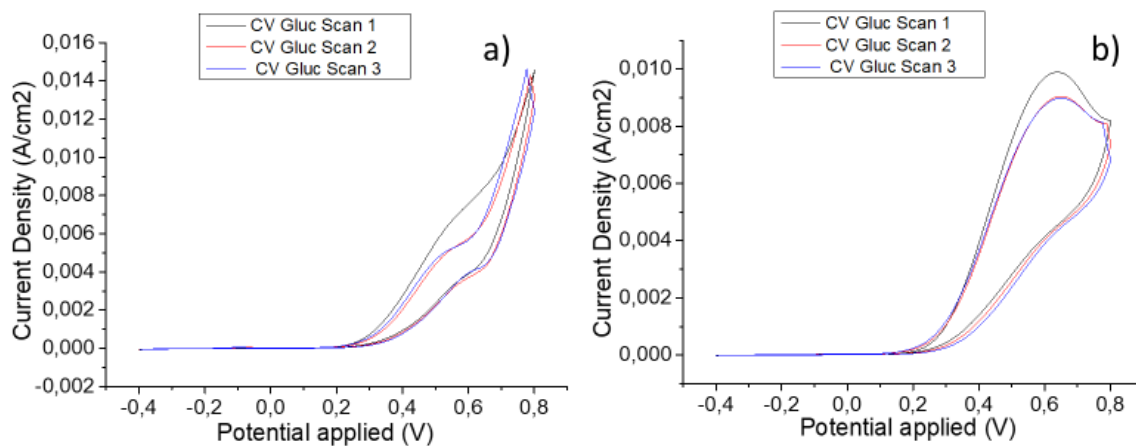 CV Gluc Scan 1
CV Gluc Scan 2
CV Gluc Scan 3
a)
0,016
0,014
0,012
0,010
0,008
0,006
0,004
0,002
0,000
-0,002
Current Density (A/cm2)
-0,4 -0,2 0,0 0,2 0,4 0,6 0,8
Potential applied (V)
CV Gluc Scan 1
CV Gluc Scan 2
CV Gluc Scan 3
b)
0,010
0,008
0,006
0,004
0,002
0,000
Current Density (A/cm2)
-0,4 -0,2 0,0 0,2 0,4 0,6 0,8
Potential applied (V)